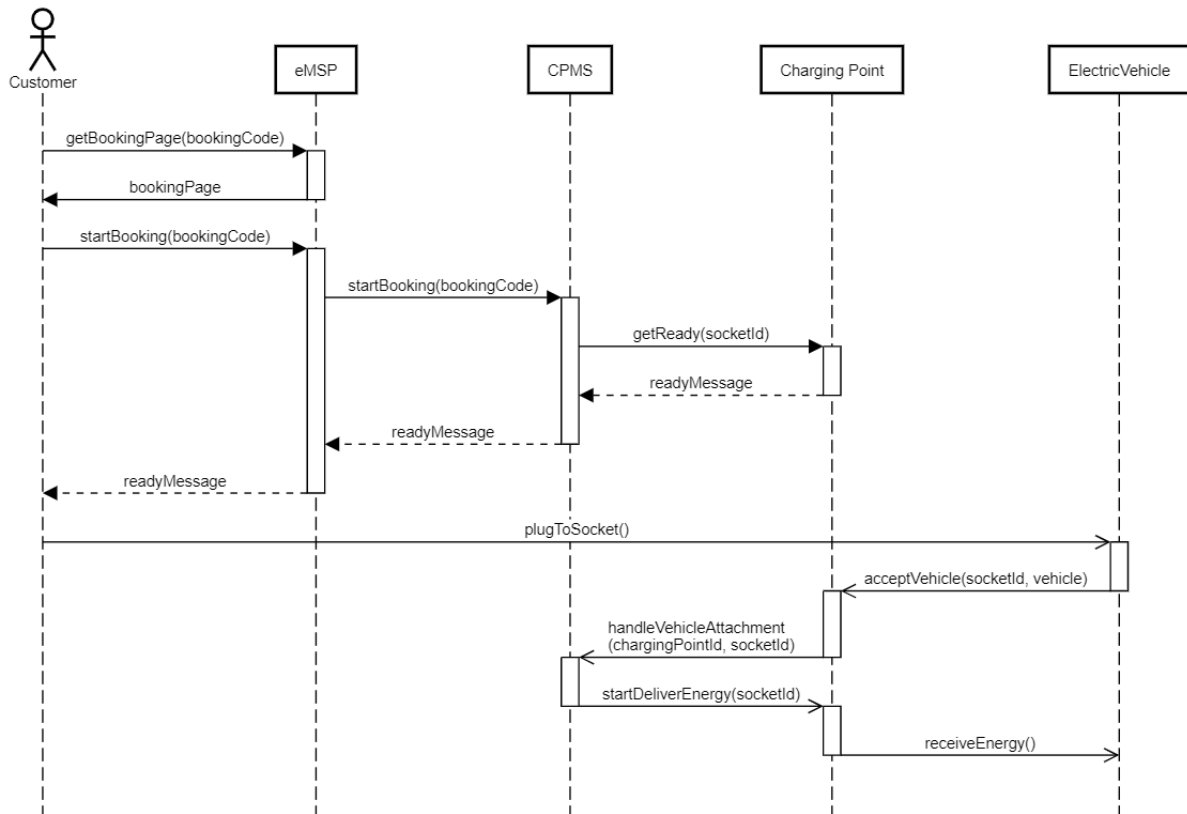 Customer
eMSP
CPMS
Charging Point
ElectricVehicle
getBookingPage(bookingCode)
bookingPage
startBooking(bookingCode)
startBooking(bookingCode)
getReady(socketId)
readyMessage
readyMessage
readyMessage
plugToSocket()
acceptVehicle(socketId, vehicle)
handleVehicleAttachment
(chargingPointId, socketId)
startDeliverEnergy(socketId)
receiveEnergy()